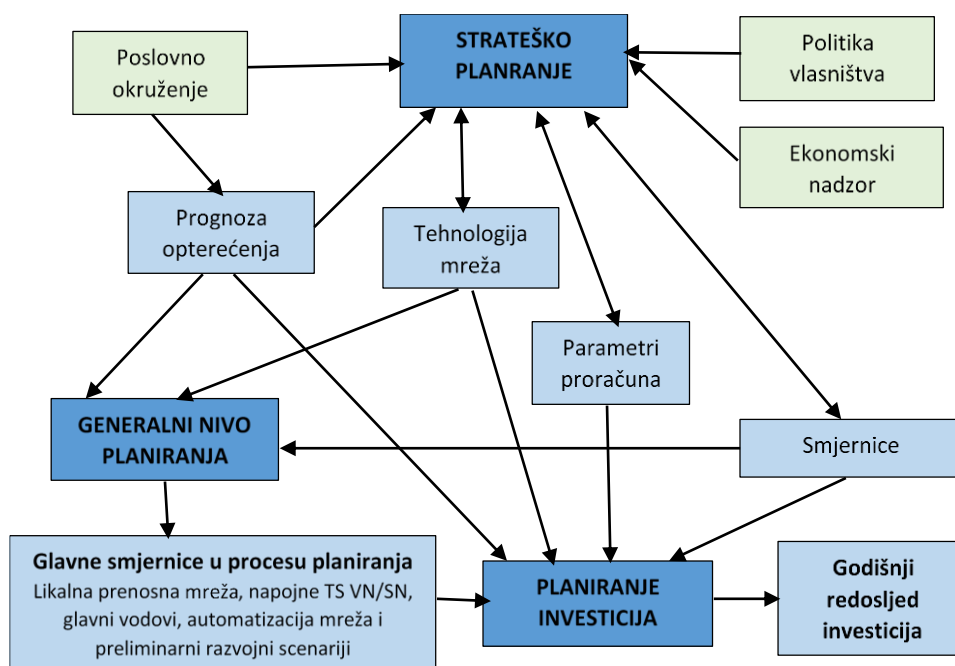 STRATEŠKO
PLANRANJE
Poslovno
okruženje
Politika
vlasništva
Ekonomski
nadzor
Prognoza
opterećenja
Tehnologija
mreža
Parametri
proračuna
GENERALNI NIVO
PLANIRANJA
Smjernice
Glavne smjernice u procesu planiranja
Likalna prenosna mreža, napojne TS VN/SN,
glavni vodovi, automatizacija mreža i
preliminarni razvojni scenariji
PLANIRANJE
INVESTICIJA
Godišnji
redosljed
investicija